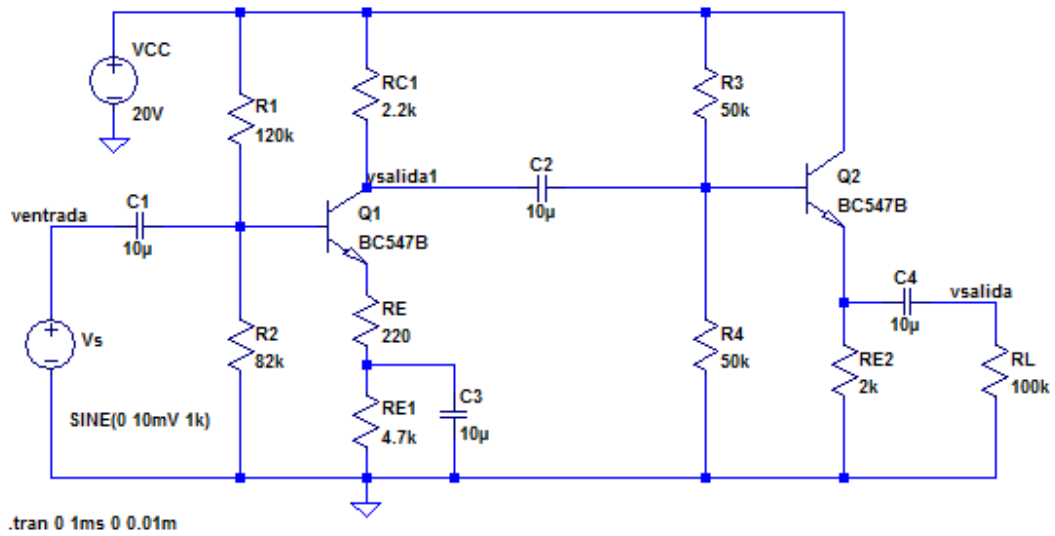 VCC
20V
R1
120k
RC1
2.2k
R3
50k
vsalida1
C2
10µ
Q2
BC547B
ventrada
C1
10µ
Q1
BC547B
C4
10µ
vsalida
RE
220
Vs
R2
82k
R4
50k
RE2
2k
RL
100k
RE1
4.7k
C3
10µ
SINE(0 10mV 1k)
.tran 0 1ms 0 0.01m